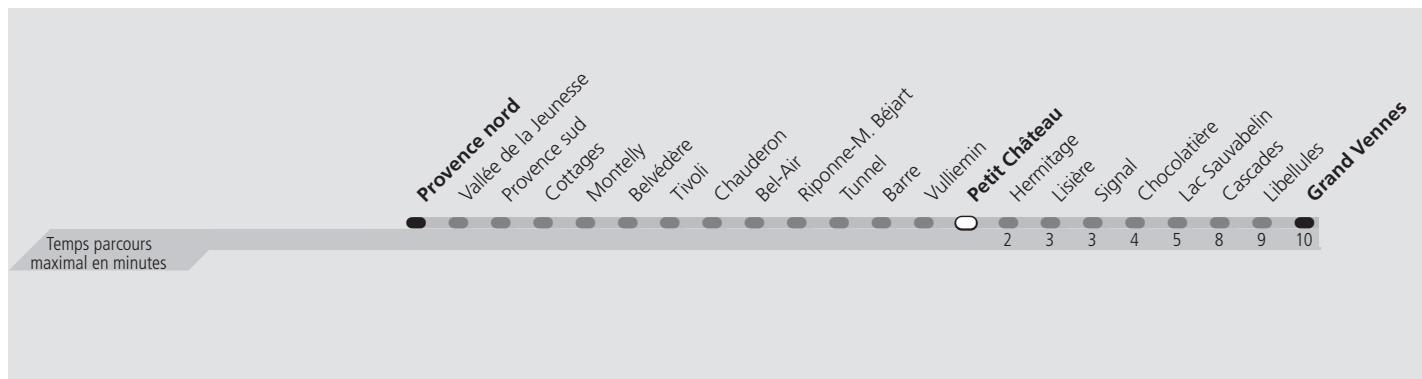 Provence nord
Vallée de la Jeunesse
Provence sud
Cottages
Montelly
Belvédère
Tivoli
Chauderon
Bel-Air
Riponne-M. Béjart
Tunnel
Barre
Vulliemin
Petit Château
Hermitage
Lisière
Signal
Chocolatière
Lac Sauvabelin
Cascades
Libellules
Grand Vennes
Temps parcours
maximal en minutes
2 3 3 4 5 8 9 10